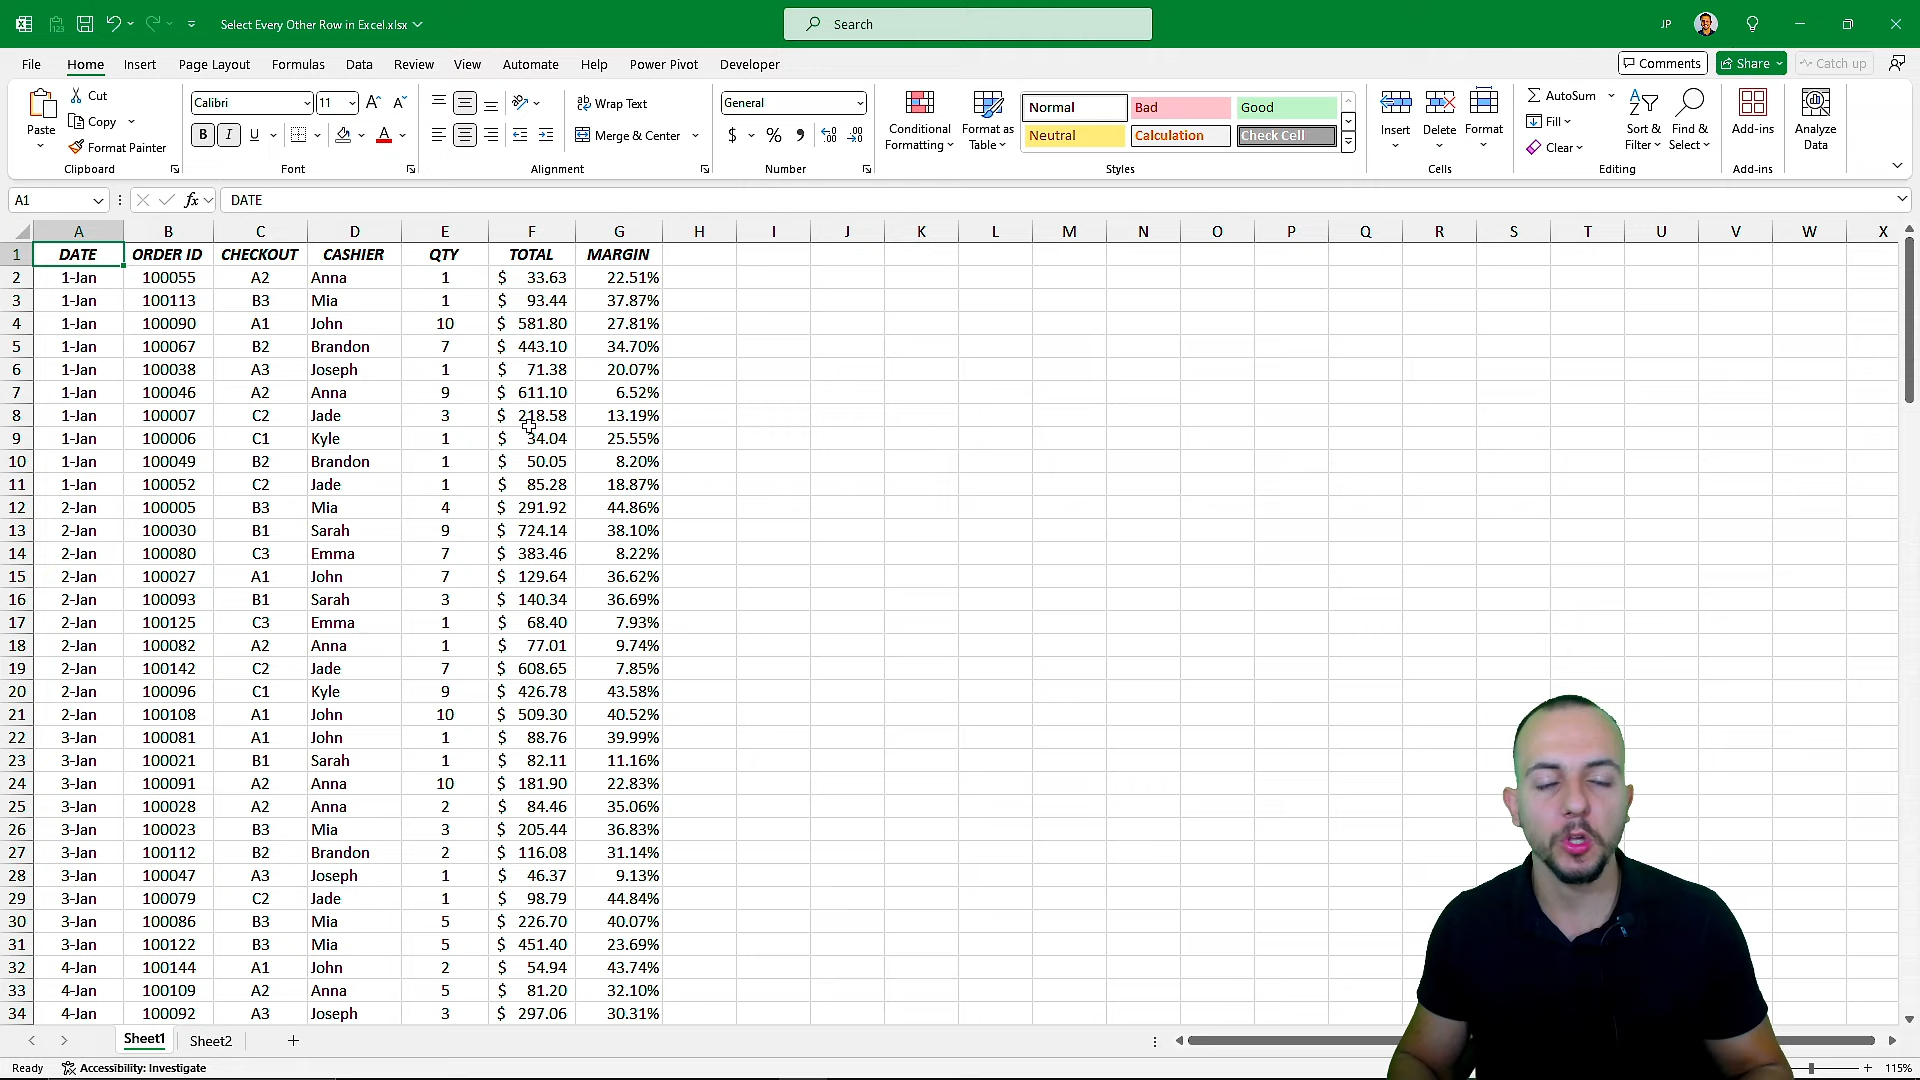 Select Every Other Row in Excel.xlsx
Search
JP
File Home Insert Page Layout Formulas Data Review View Automate Help Power Pivot Developer
Comments Share Catch up
Paste
Cut
Copy
Format Painter
Clipboard
Calibri 11
B I U
Font
Wrap Text
Merge & Center
Alignment
General
$ % ,
Number
Conditional Formatting
Format as Table
Normal Bad Good
Neutral Calculation Check Cell
Styles
Insert Delete Format
Cells
AutoSum
Fill
Clear
Sort & Filter
Find & Select
Editing
Add-ins
Add-ins
Analyze Data
A1 fx DATE
A B C D E F G H I J K L M N O P Q R S T U V W X
1 DATE ORDER ID CHECKOUT CASHIER QTY TOTAL MARGIN
2 1-Jan 100055 A2 Anna 1 $ 33.63 22.51%
3 1-Jan 100113 B3 Mia 1 $ 93.44 37.87%
4 1-Jan 100090 A1 John 10 $ 581.80 27.81%
5 1-Jan 100067 B2 Brandon 7 $ 443.10 34.70%
6 1-Jan 100038 A3 Joseph 1 $ 71.38 20.07%
7 1-Jan 100046 A2 Anna 9 $ 611.10 6.52%
8 1-Jan 100007 C2 Jade 3 $ 218.58 13.19%
9 1-Jan 100006 C1 Kyle 1 $ 34.04 25.55%
10 1-Jan 100049 B2 Brandon 1 $ 50.05 8.20%
11 1-Jan 100052 C2 Jade 1 $ 85.28 18.87%
12 2-Jan 100005 B3 Mia 4 $ 291.92 44.86%
13 2-Jan 100030 B1 Sarah 9 $ 724.14 38.10%
14 2-Jan 100080 C3 Emma 7 $ 383.46 8.22%
15 2-Jan 100027 A1 John 7 $ 129.64 36.62%
16 2-Jan 100093 B1 Sarah 3 $ 140.34 36.69%
17 2-Jan 100125 C3 Emma 1 $ 68.40 7.93%
18 2-Jan 100082 A2 Anna 1 $ 77.01 9.74%
19 2-Jan 100142 C2 Jade 7 $ 608.65 7.85%
20 2-Jan 100096 C1 Kyle 9 $ 426.78 43.58%
21 2-Jan 100108 A1 John 10 $ 509.30 40.52%
22 3-Jan 100081 A1 John 1 $ 88.76 39.99%
23 3-Jan 100021 B1 Sarah 1 $ 82.11 11.16%
24 3-Jan 100091 A2 Anna 10 $ 181.90 22.83%
25 3-Jan 100028 A2 Anna 2 $ 84.46 35.06%
26 3-Jan 100023 B3 Mia 3 $ 205.44 36.83%
27 3-Jan 100112 B2 Brandon 2 $ 116.08 31.14%
28 3-Jan 100047 A3 Joseph 1 $ 46.37 9.13%
29 3-Jan 100079 C2 Jade 1 $ 98.79 44.84%
30 3-Jan 100086 B3 Mia 5 $ 226.70 40.07%
31 3-Jan 100122 B3 Mia 5 $ 451.40 23.69%
32 4-Jan 100144 A1 John 2 $ 54.94 43.74%
33 4-Jan 100109 A2 Anna 5 $ 81.20 32.10%
34 4-Jan 100092 A3 Joseph 3 $ 297.06 30.31%
Sheet1 Sheet2
Ready Accessibility: Investigate 115%